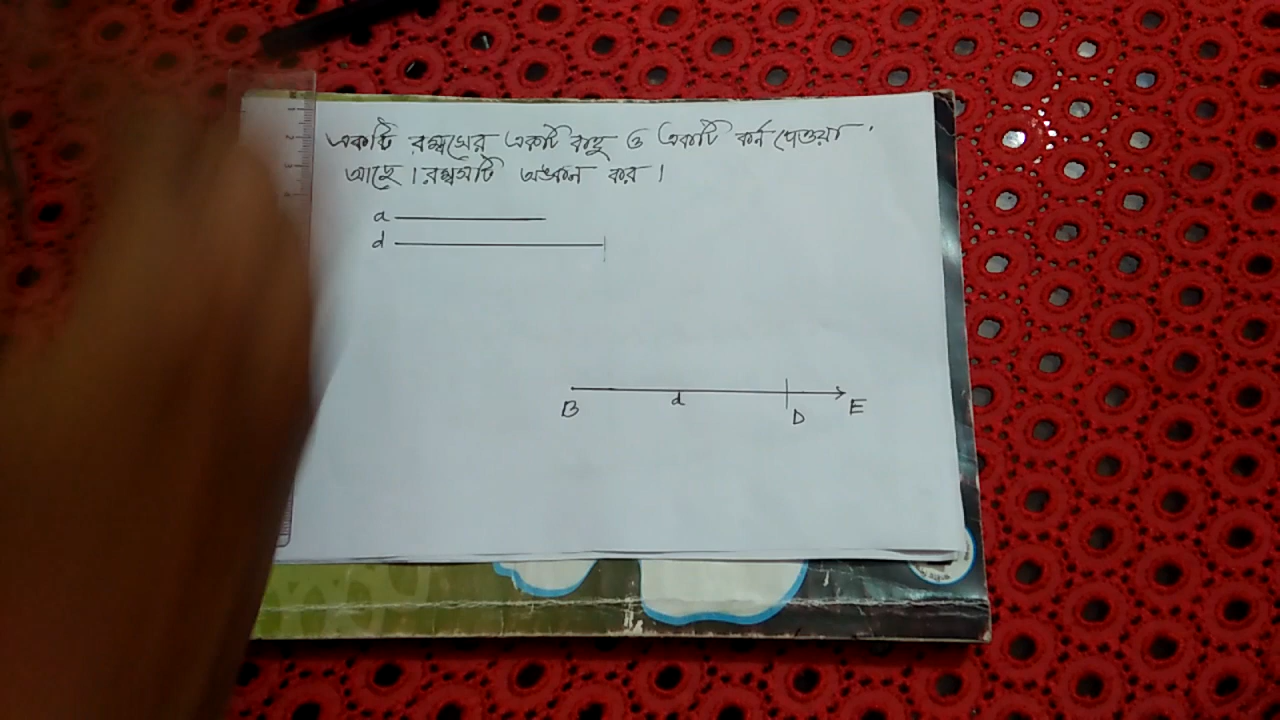 একটি রম্বসের একটি বাহু ও একটি কর্ন দেওয়া
আছে। রম্বসটি অঙ্কন কর।
a
d
d
B
D
E